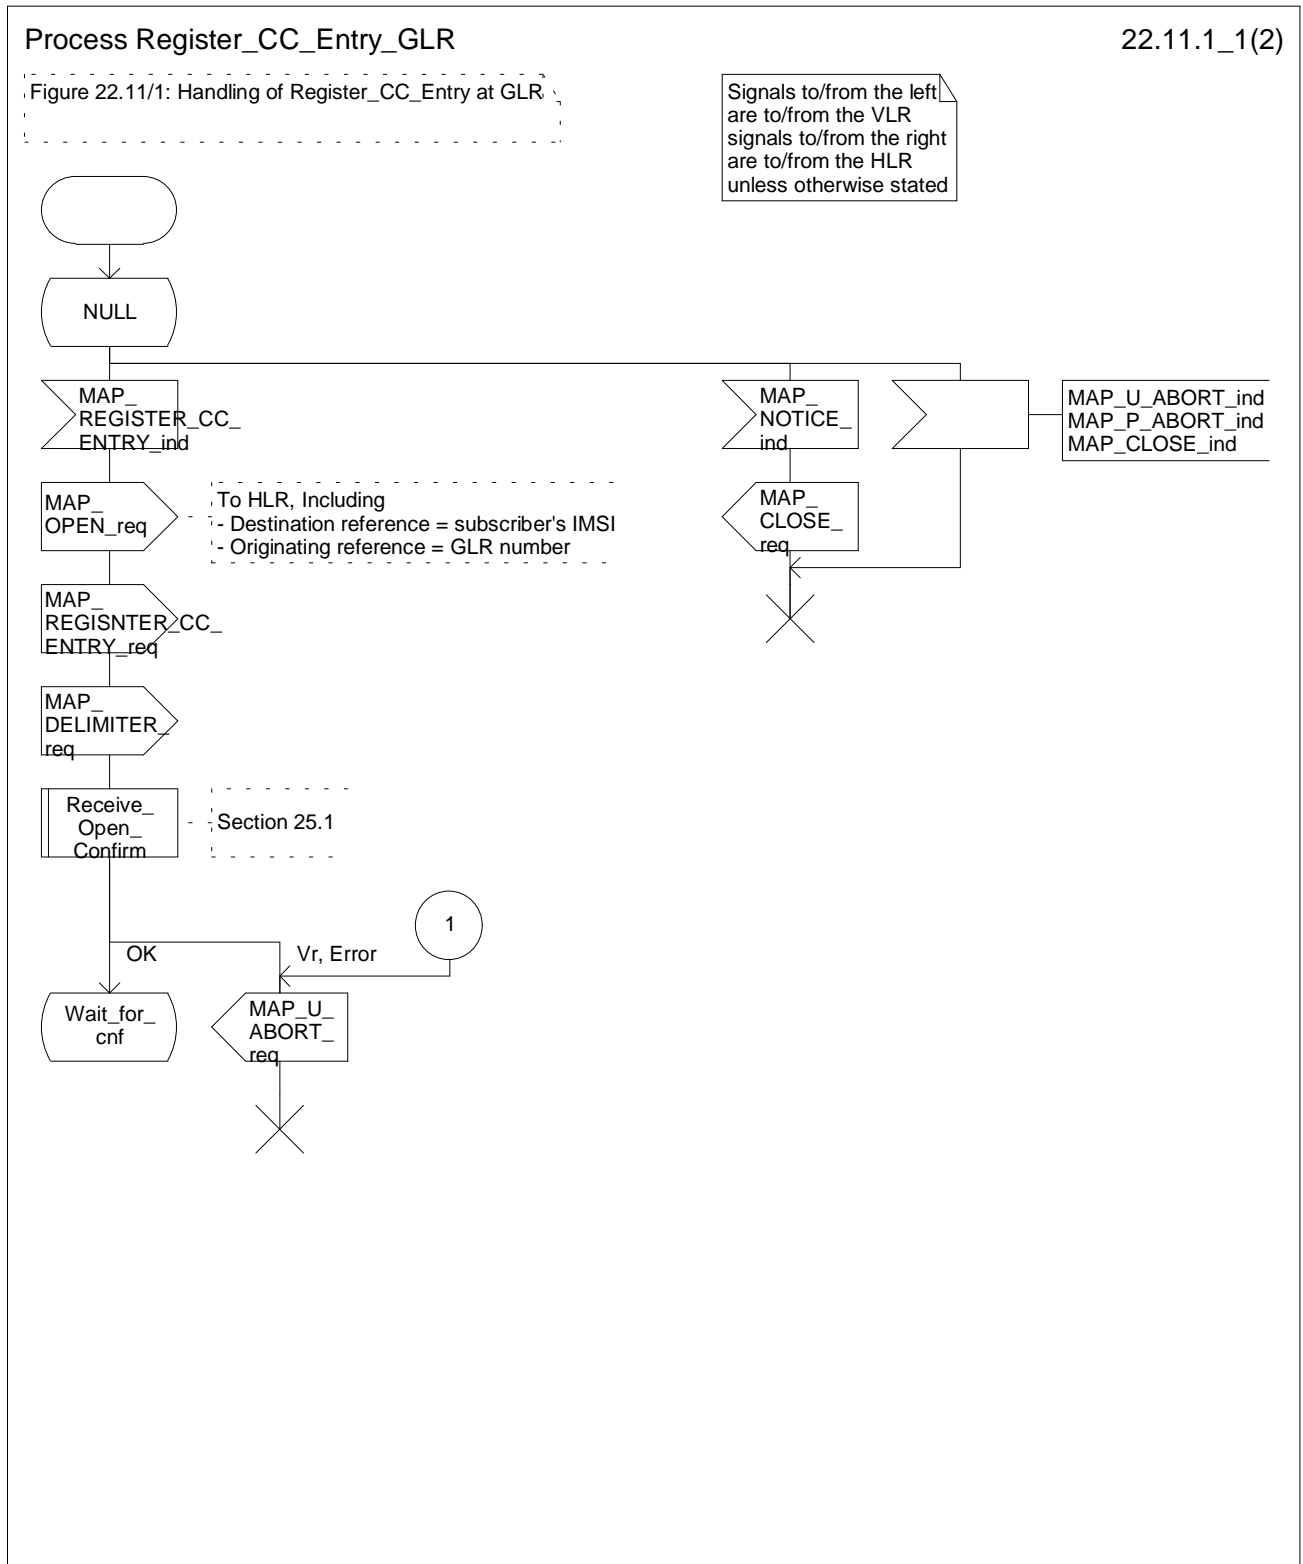 Process Register_CC_Entry_GLR
22.11.1_1(2)
Figure 22.11/1: Handling of Register_CC_Entry at GLR
Signals to/from the left
are to/from the VLR
signals to/from the right
are to/from the HLR
unless otherwise stated
NULL
MAP_
REGISTER_CC_
ENTRY_ind
MAP_
NOTICE_
ind
MAP_U_ABORT_ind
MAP_P_ABORT_ind
MAP_CLOSE_ind
MAP_
OPEN_req
To HLR, Including
- Destination reference = subscriber's IMSI
- Originating reference = GLR number
MAP_
CLOSE_
req
MAP_
REGISNTER_CC_
ENTRY_req
MAP_
DELIMITER_
req
Receive_
Open_
Confirm
Section 25.1
1
OK
Vr, Error
Wait_for_
cnf
MAP_U_
ABORT_
req